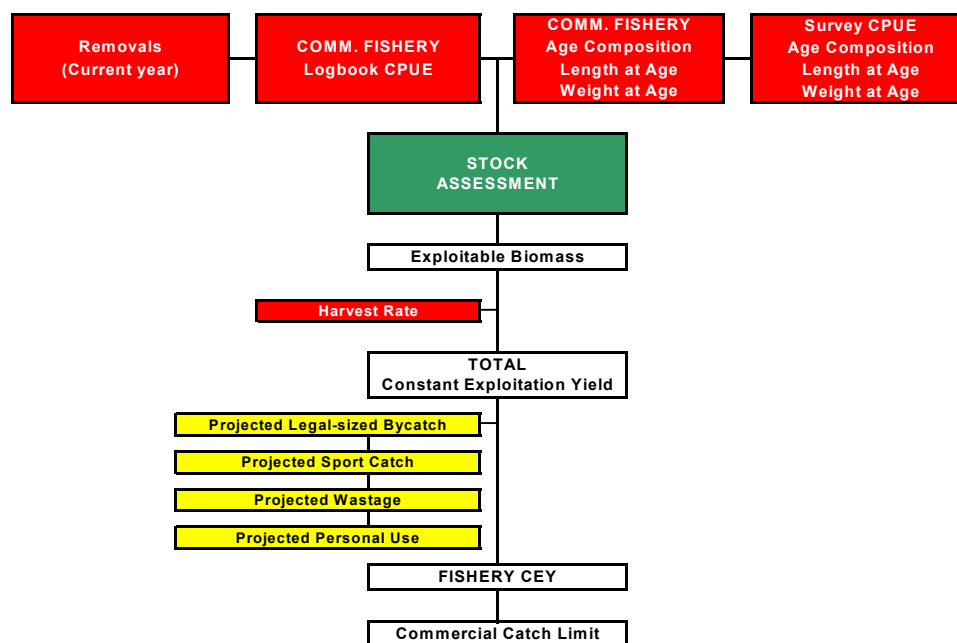 Removals
(Current year)
COMM. FISHERY
Logbook CPUE
COMM. FISHERY
Age Composition
Length at Age
Weight at Age
Survey CPUE
Age Composition
Length at Age
Weight at Age
STOCK
ASSESSMENT
Exploitable Biomass
Harvest Rate
TOTAL
Constant Exploitation Yield
Projected Legal-sized Bycatch
Projected Sport Catch
Projected Wastage
Projected Personal Use
FISHERY CEY
Commercial Catch Limit